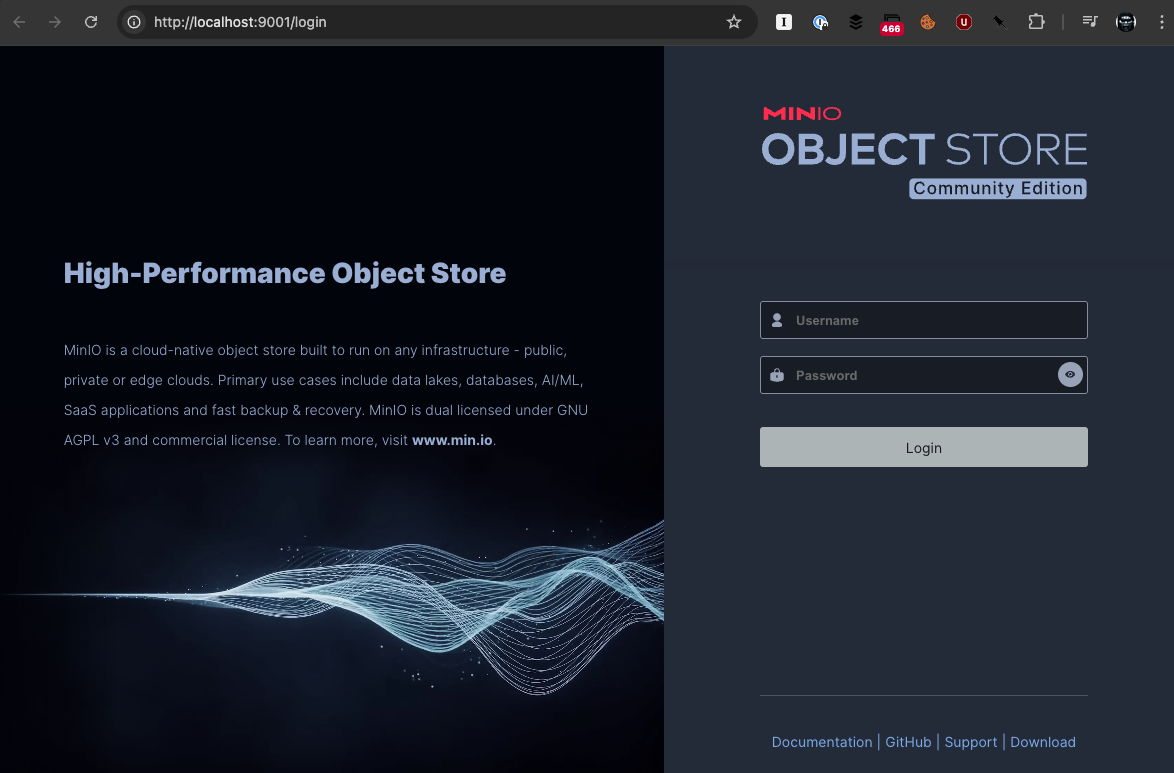 http://localhost:9001/login
466
High-Performance Object Store
MinIO is a cloud-native object store built to run on any infrastructure - public,
private or edge clouds. Primary use cases include data lakes, databases, AI/ML,
SaaS applications and fast backup & recovery. MinIO is dual licensed under GNU
AGPL v3 and commercial license. To learn more, visit www.min.io.
MINIO
OBJECT STORE
Community Edition
Username
Password
Login
Documentation | GitHub | Support | Download